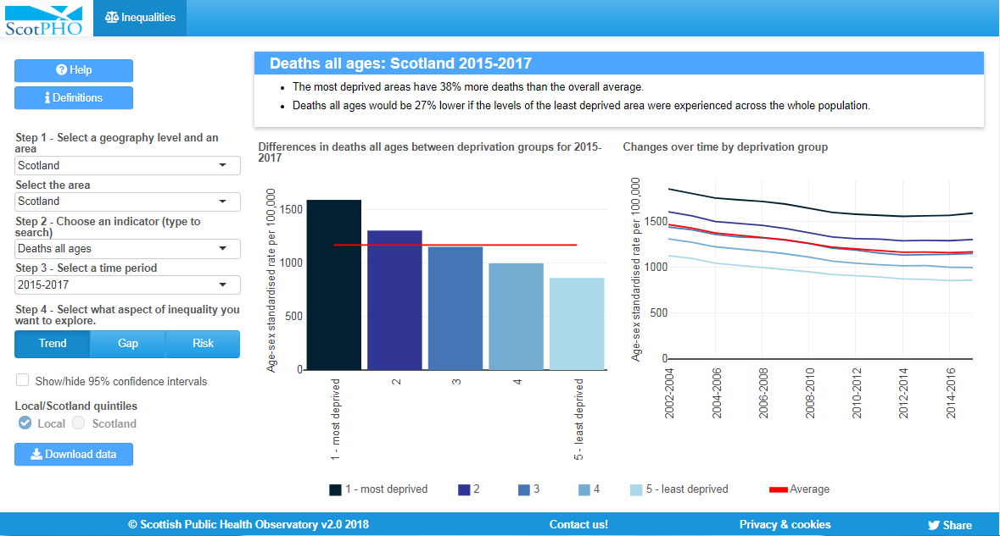 ScotPHO
Inequalities
Help
Definitions
Step 1 - Select a geography level and an
area
Scotland
Select the area
Scotland
Step 2 - Choose an indicator (type to
search)
Deaths all ages
Step 3 - Select a time period
2015-2017
Step 4 - Select what aspect of inequality you
want to explore.
Trend Gap Risk
Show/hide 95% confidence intervals
Local/Scotland quintiles
Local Scotland
Download data
Deaths all ages: Scotland 2015-2017
The most deprived areas have 38% more deaths than the overall average.
Deaths all ages would be 27% lower if the levels of the least deprived area were experienced across the whole population.
Differences in deaths all ages between deprivation groups for 2015-
2017
Age-sex standardised rate per 100,000
1500
1000
500
0
1 - most deprived
2
3
4
5 - least deprived
Changes over time by deprivation group
Age-sex standardised rate per 100,000
1500
1000
500
0
2002-2004
2004-2006
2006-2008
2008-2010
2010-2012
2012-2014
2014-2016
1 - most deprived 2 3 4 5 - least deprived Average
© Scottish Public Health Observatory v2.0 2018 Contact us! Privacy & cookies Share